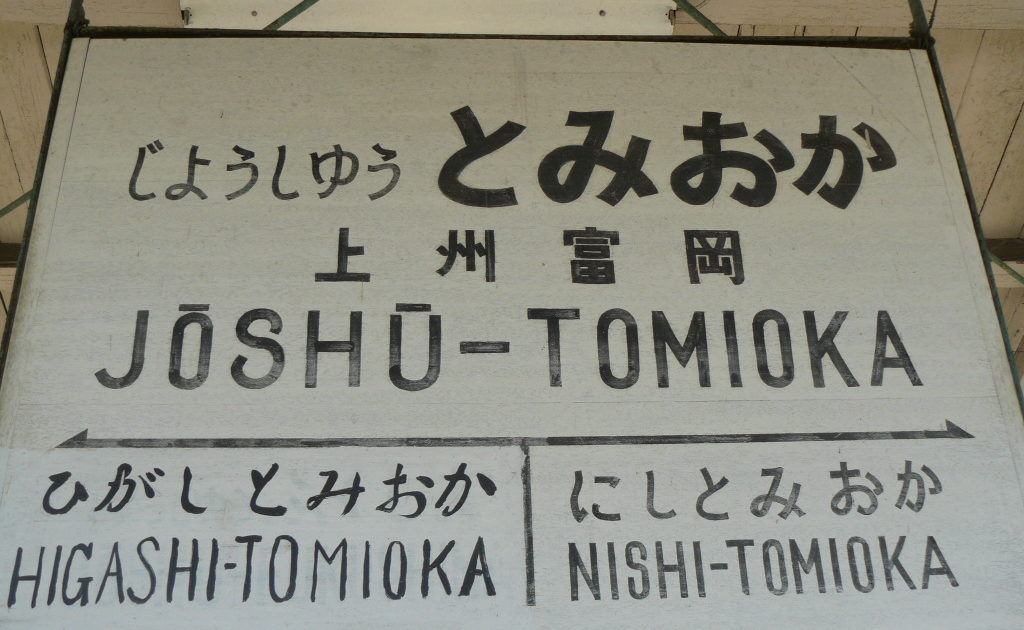 じようしゆうとみおか
上州富岡
JŌSHŪ-TOMIOKA
ひがしとみおか にしとみおか
HIGASHI-TOMIOKA NISHI-TOMIOKA